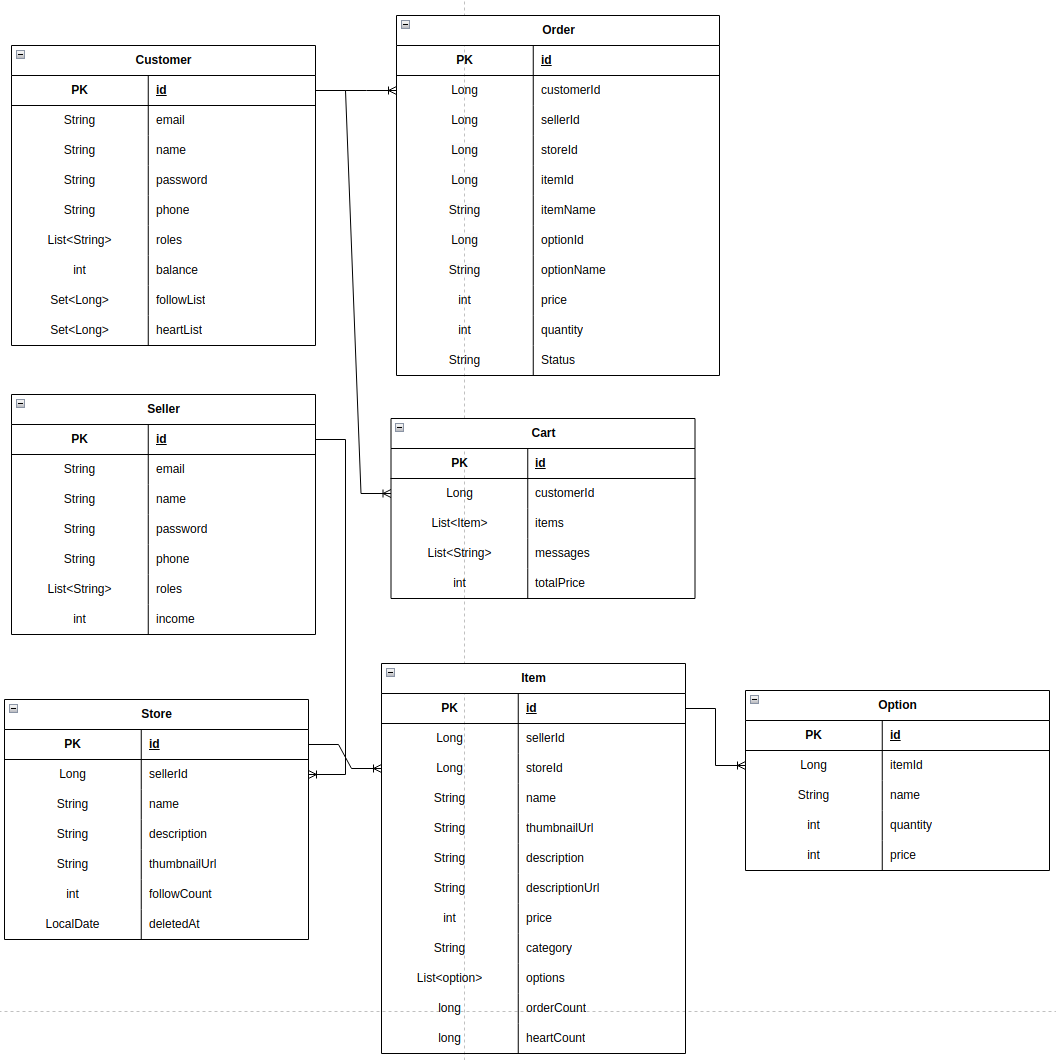 Order
PK id
Long customerId
Long sellerId
Long storeId
Long itemId
String itemName
Long optionId
String optionName
int price
int quantity
String Status
Customer
PK id
String email
String name
String password
String phone
List<String> roles
int balance
Set<Long> followList
Set<Long> heartList
Seller
PK id
String email
String name
String password
String phone
List<String> roles
int income
Cart
PK id
Long customerId
List<Item> items
List<String> messages
int totalPrice
Store
PK id
Long sellerId
String name
String description
String thumbnailUrl
int followCount
LocalDate deletedAt
Item
PK id
Long sellerId
Long storeId
String name
String thumbnailUrl
String description
String descriptionUrl
int price
String category
List<option> options
long orderCount
long heartCount
Option
PK id
Long itemId
String name
int quantity
int price